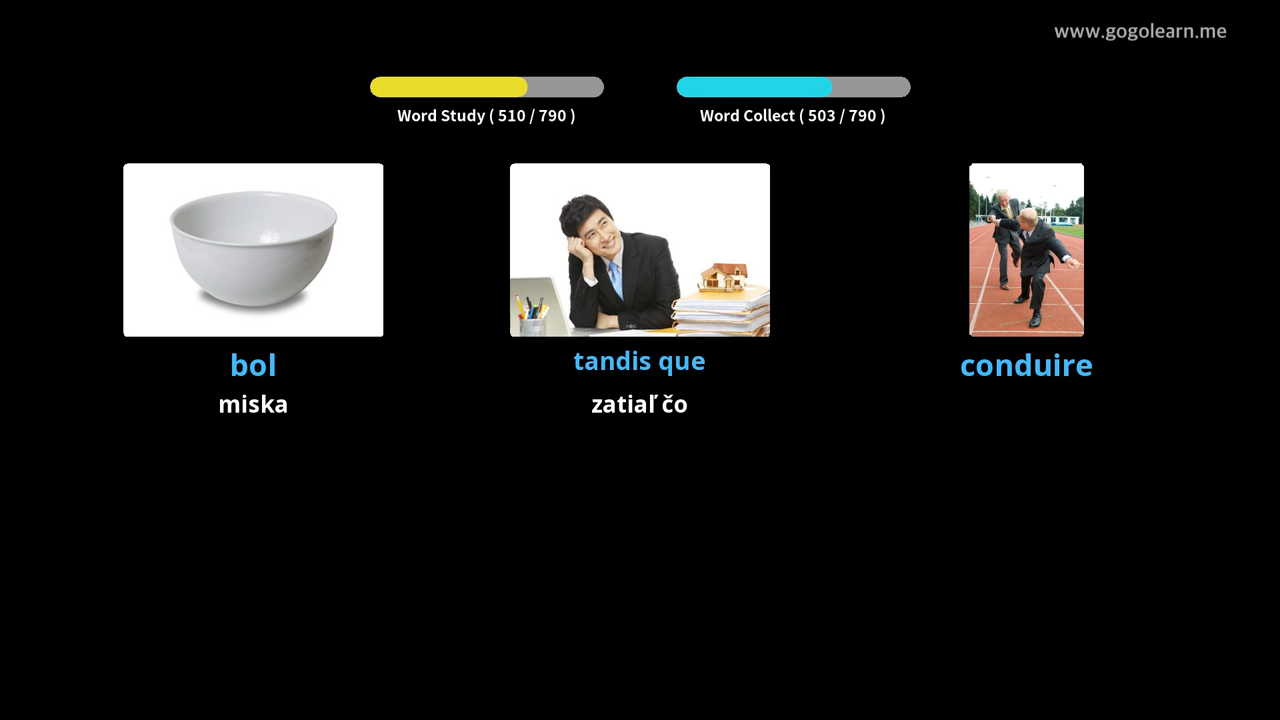 www.gogolearn.me
Word Study ( 510 / 790 )
Word Collect ( 503 / 790 )
bol
tandis que
conduire
miska
zatiaľ čo